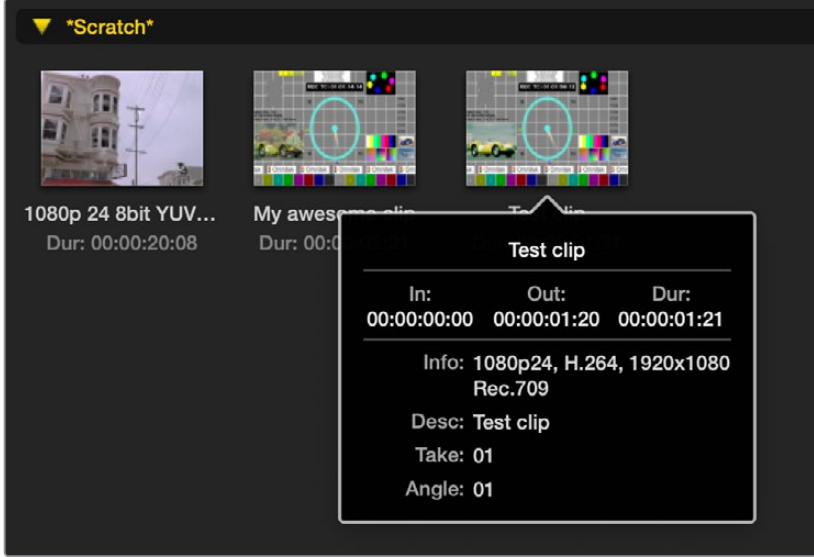 *Scratch*
1080p 24 8bit YUV...
Dur: 00:00:20:08
My awesome clip
Dur: 00:0
Test clip
In:
Out:
Dur:
00:00:00:00
00:00:01:20
00:00:01:21
Info: 1080p24, H.264, 1920x1080
Rec.709
Desc: Test clip
Take: 01
Angle: 01